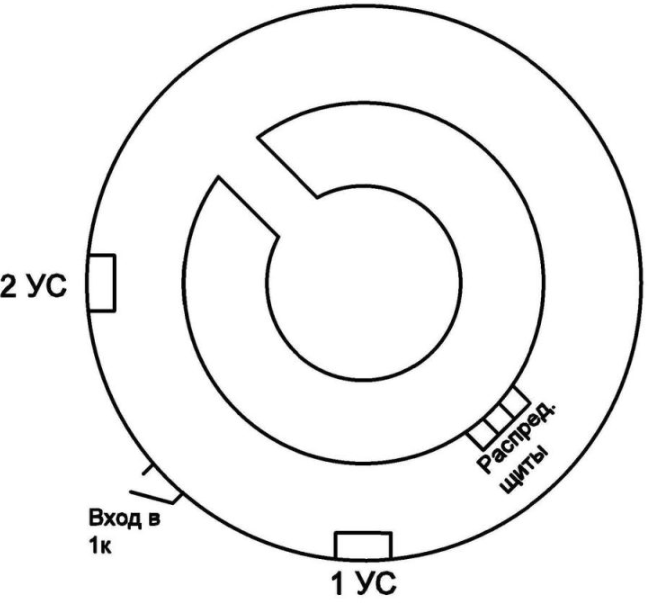 2 УС
Распред.
щиты
Вход в
1к
1 УС